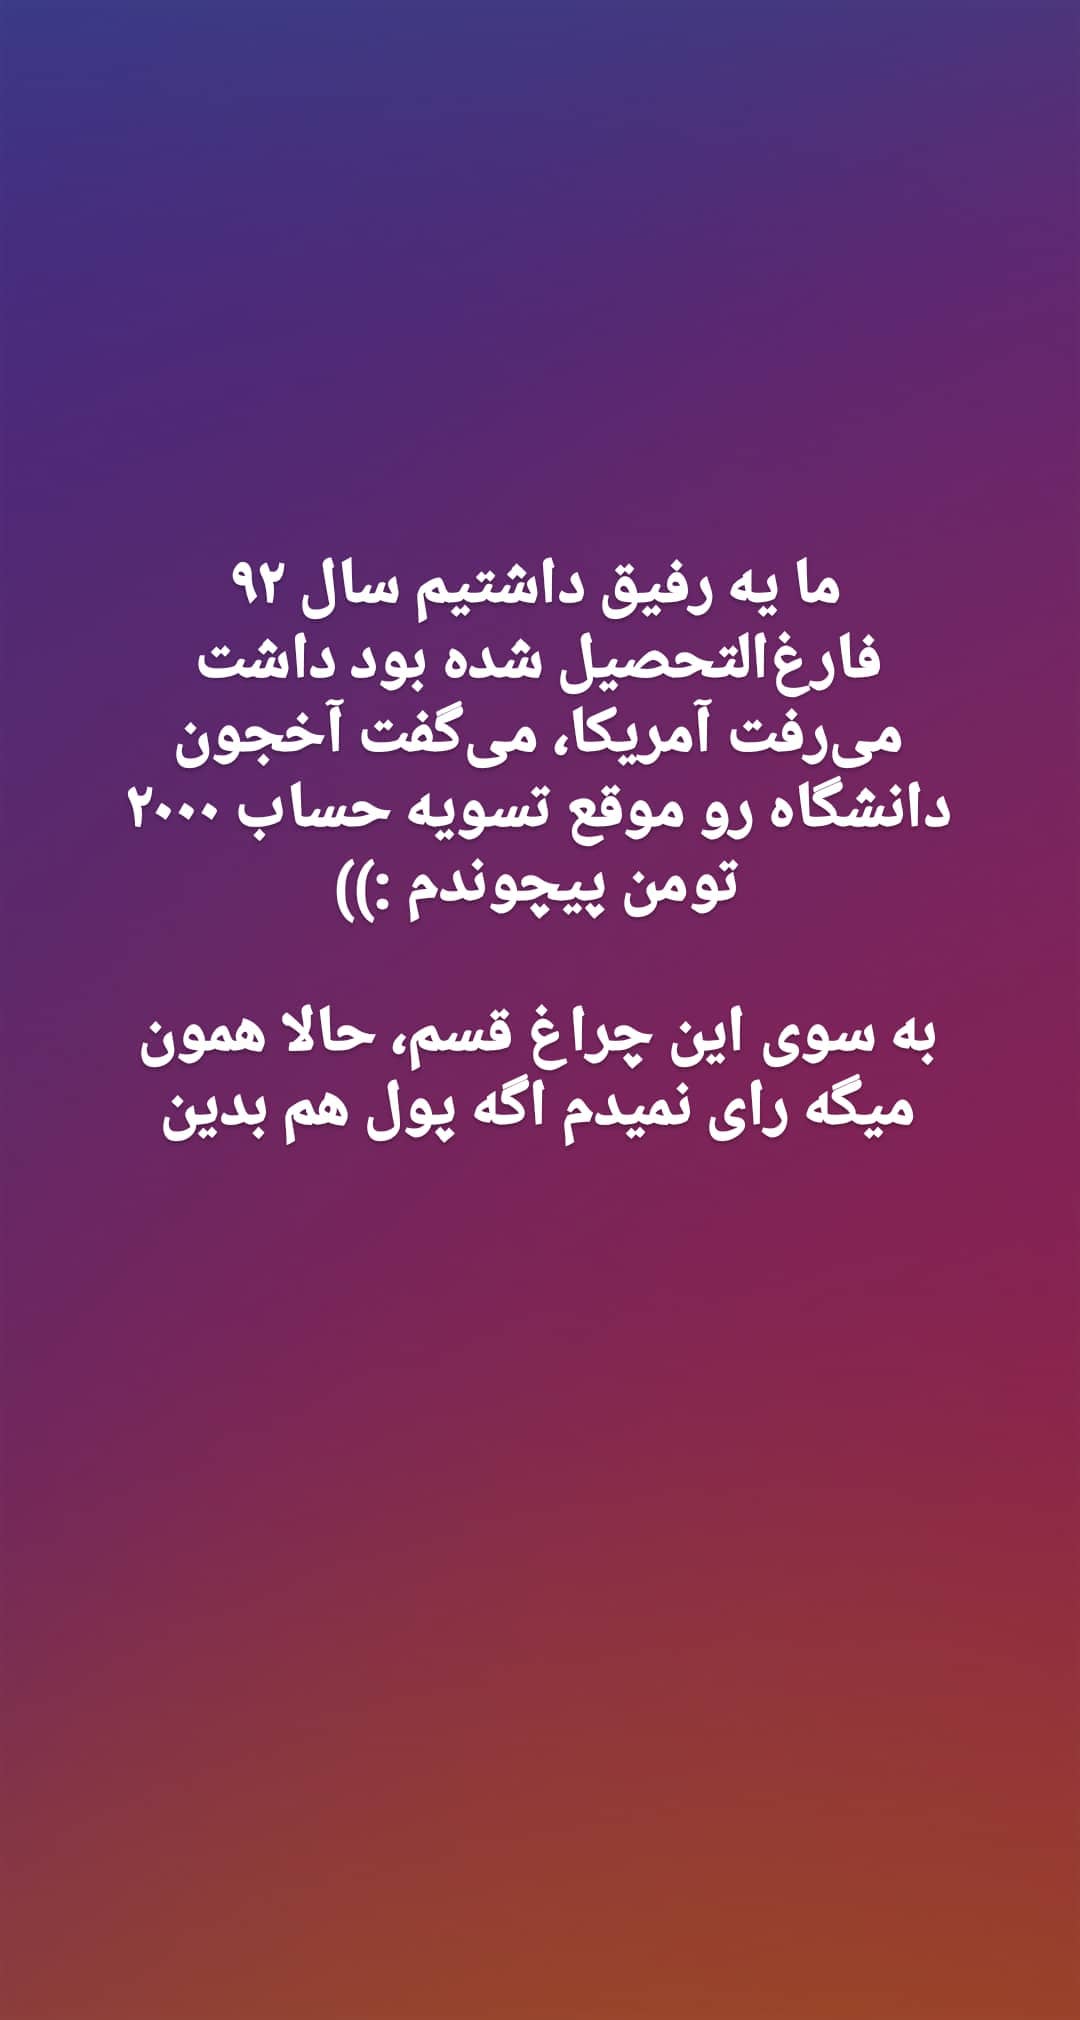 ما یه رفیق داشتیم سال ۹۲
فارغ‌التحصیل شده بود داشت
می‌رفت آمریکا، می‌گفت آخجون
دانشگاه رو موقع تسویه حساب ۲۰۰۰
تومن پیچوندم :))
به سوی این چراغ قسم، حالا همون
میگه رای نمیدم اگه پول هم بدین